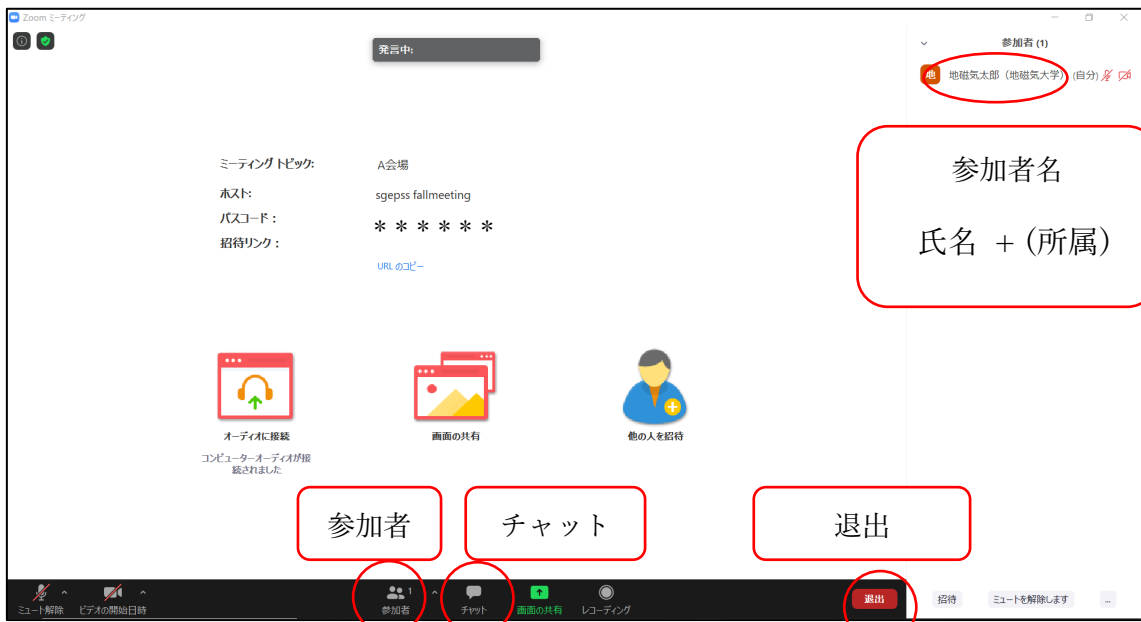 Zoom ミーティング
発言中:
参加者 (1)
地 地磁気太郎（地磁気大学） (自分)
ミーティング トピック: A会場
ホスト: sgepss fallmeeting
パスコード： ＊＊＊＊＊＊
招待リンク：
URL のコピー
参加者名
氏名 +（所属）
オーディオに接続
コンピューターオーディオが接
続されました
画面の共有
他の人を招待
参加者
チャット
退出
ミュート解除
ビデオの開始日時
参加者 1
チャット
画面の共有
レコーディング
退出
招待
ミュートを解除します
...